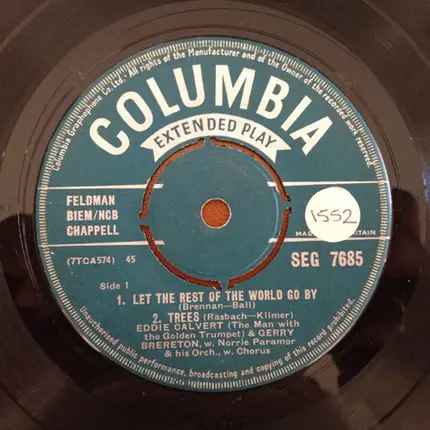 Columbia Graphophone Co. Ltd. All rights of the Manufacturer and of the Owner of the recorded work reserved.
COLUMBIA
EXTENDED PLAY
FELDMAN
BIEM/NCB
CHAPPELL
1552
MADE BRITAIN
(7TCA574) 45
SEG 7685
Side 1
1. LET THE REST OF THE WORLD GO BY
(Brennan—Ball)
2. TREES (Rasbach—Kilmer)
EDDIE CALVERT (The Man with
the Golden Trumpet) & GERRY
BRERETON, w. Norrie Paramor
& his Orch., w. Chorus
Unauthorised public performance, broadcasting and copying of this record prohibited.